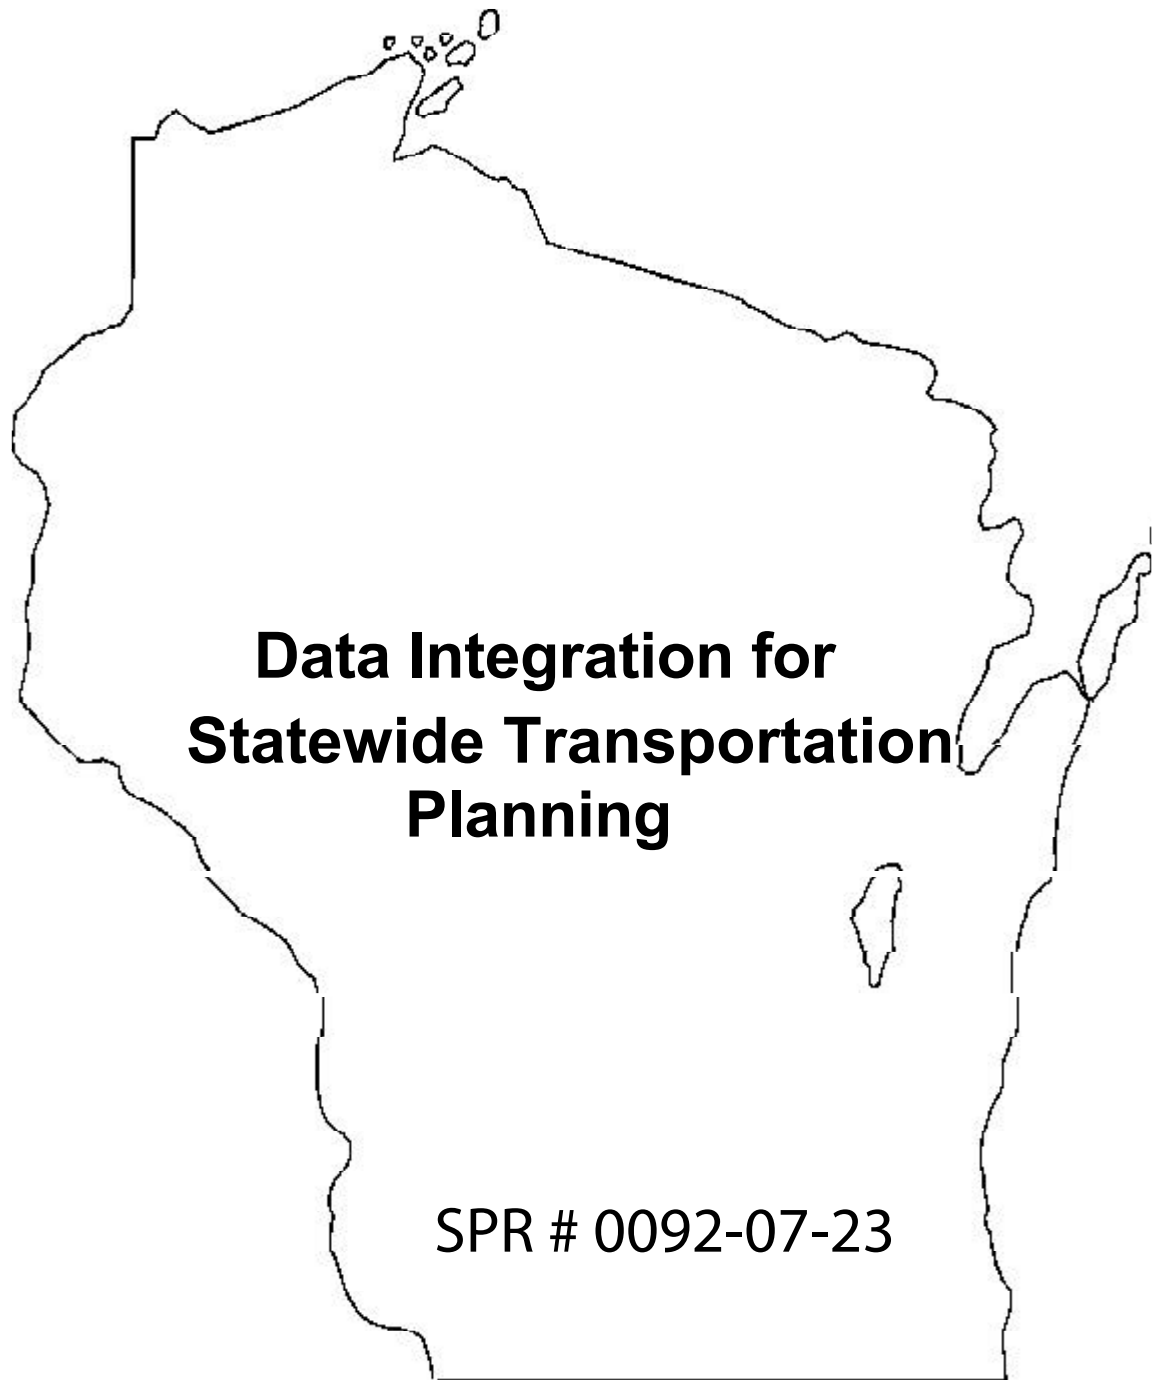 Data Integration for
Statewide Transportation
Planning
SPR # 0092-07-23